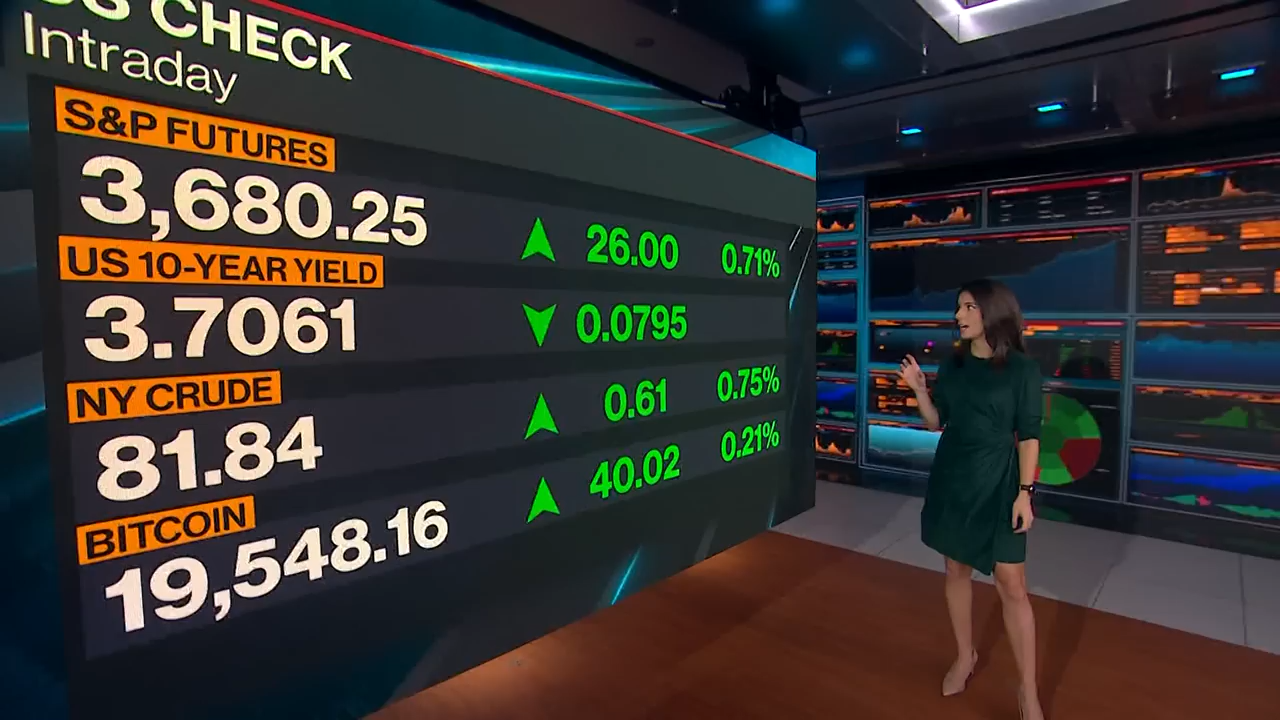 CHECK
Intraday
S&P FUTURES
3,680.25 26.00 0.71%
US 10-YEAR YIELD
3.7061 0.0795
NY CRUDE
81.84 0.61 0.75%
BITCOIN
19,548.16 40.02 0.21%